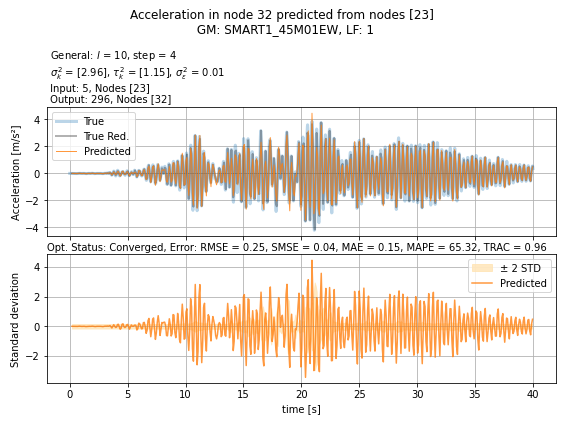 Acceleration in node 32 predicted from nodes [23]
GM: SMART1_45M01EW, LF: 1
General: l = 10, step = 4
σ²ₖ = [2.96], τ²ₖ = [1.15], σ²ε = 0.01
Input: 5, Nodes [23]
Output: 296, Nodes [32]
True
True Red.
Predicted
Acceleration [m/s²]
4
2
0
−2
−4
Opt. Status: Converged, Error: RMSE = 0.25, SMSE = 0.04, MAE = 0.15, MAPE = 65.32, TRAC = 0.96
± 2 STD
Predicted
Standard deviation
4
2
0
−2
0 5 10 15 20 25 30 35 40
time [s]